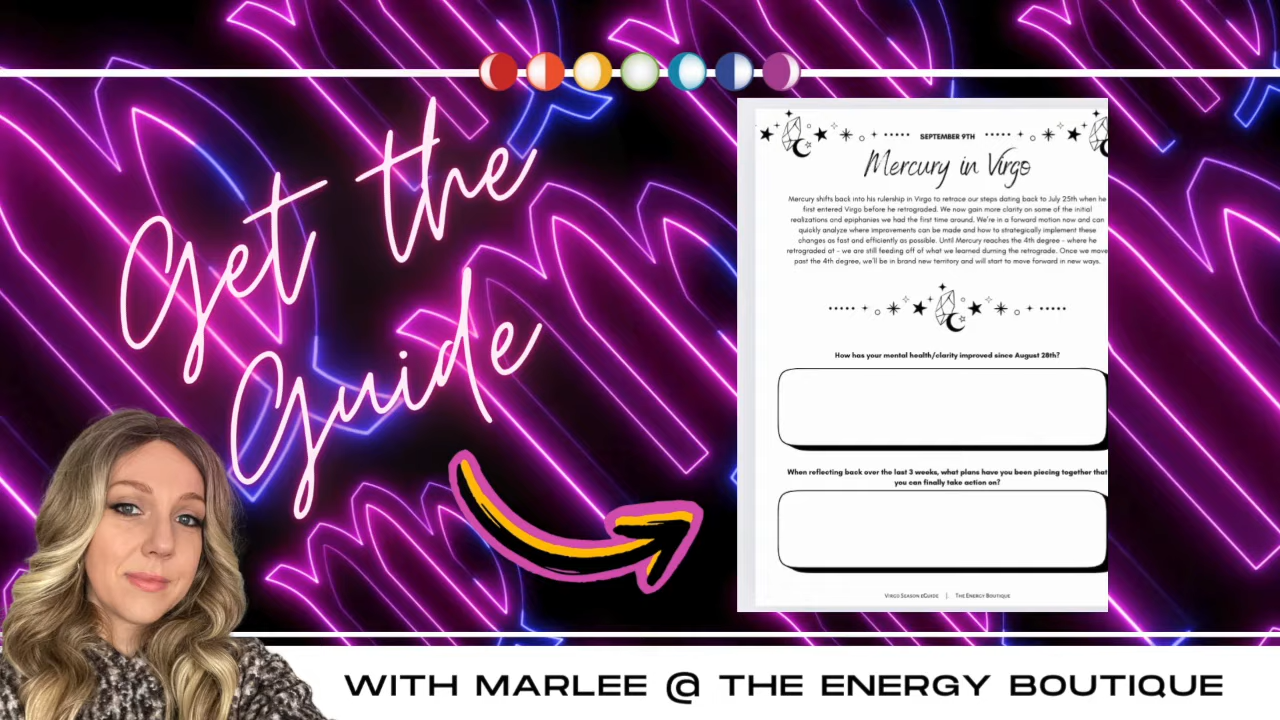 Get the
Guide
SEPTEMBER 9TH
Mercury in Virgo
Mercury shifts back into his rulership in Virgo to retrace our steps dating back to July 25th when he
first entered Virgo before he retrograded. We now gain more clarity on some of the initial
realizations and epiphanies we had the first time around. We're in a forward motion now and can
quickly analyze where improvements can be made and how to strategically implement these
changes as fast and efficiently as possible. Until Mercury reaches the 4th degree - where he
retrograded at - we are still feeding off of what we learned durning the retrograde. Once we move
past the 4th degree, we'll be in brand new territory and will start to move forward in new ways.
How has your mental health/clarity improved since August 28th?
When reflecting back over the last 3 weeks, what plans have you been piecing together that
you can finally take action on?
VIRGO SEASON EGUIDE | THE ENERGY BOUTIQUE
WITH MARLEE @ THE ENERGY BOUTIQUE